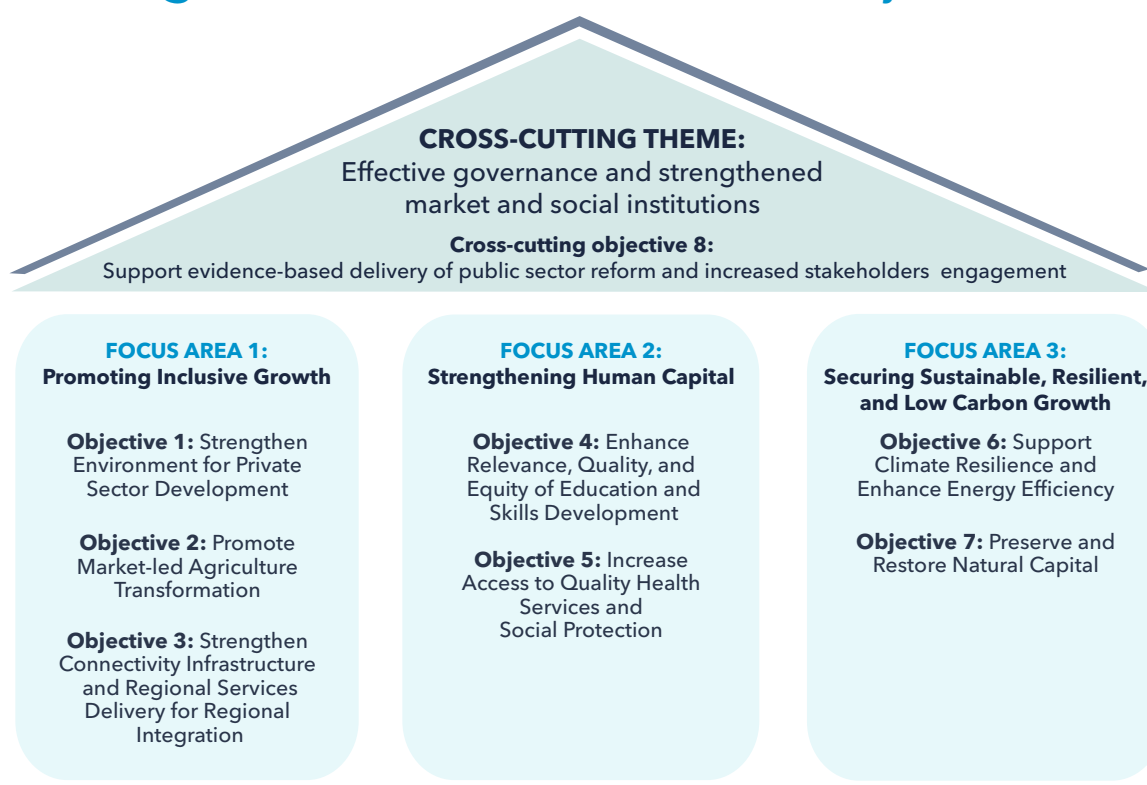 CROSS-CUTTING THEME:
Effective governance and strengthened
market and social institutions
Cross-cutting objective 8:
Support evidence-based delivery of public sector reform and increased stakeholders engagement
FOCUS AREA 1:
Promoting Inclusive Growth
Objective 1: Strengthen
Environment for Private
Sector Development
Objective 2: Promote
Market-led Agriculture
Transformation
Objective 3: Strengthen
Connectivity Infrastructure
and Regional Services
Delivery for Regional
Integration
FOCUS AREA 2:
Strengthening Human Capital
Objective 4: Enhance
Relevance, Quality, and
Equity of Education and
Skills Development
Objective 5: Increase
Access to Quality Health
Services and
Social Protection
FOCUS AREA 3:
Securing Sustainable, Resilient,
and Low Carbon Growth
Objective 6: Support
Climate Resilience and
Enhance Energy Efficiency
Objective 7: Preserve and
Restore Natural Capital